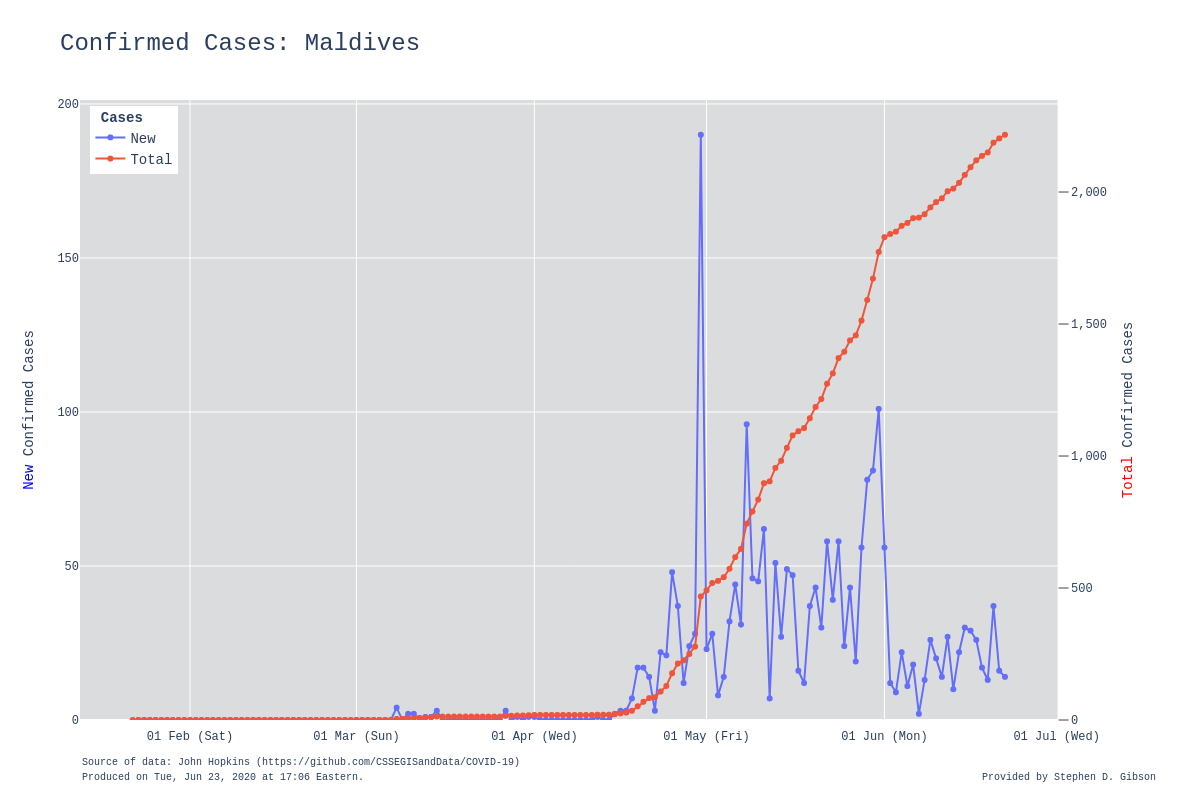 Confirmed Cases: Maldives
Cases
New
Total
200
150
100
50
0
2,000
1,500
1,000
500
0
New Confirmed Cases
Total Confirmed Cases
01 Feb (Sat)
01 Mar (Sun)
01 Apr (Wed)
01 May (Fri)
01 Jun (Mon)
01 Jul (Wed)
Source of data: John Hopkins (https://github.com/CSSEGISandData/COVID-19)
Produced on Tue, Jun 23, 2020 at 17:06 Eastern.
Provided by Stephen D. Gibson